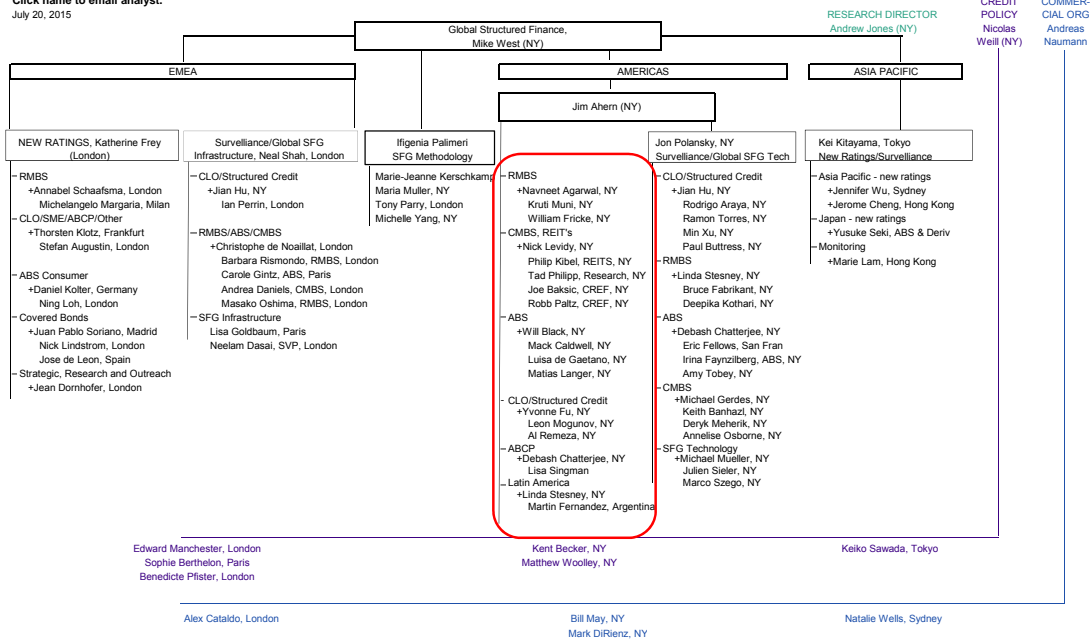 Click name to email analyst.
July 20, 2015
CREDIT
POLICY
Nicolas
Weill (NY)
COMMER-
CIAL ORG
Andreas
Naumann
RESEARCH DIRECTOR
Andrew Jones (NY)
Global Structured Finance,
Mike West (NY)
EMEA
AMERICAS
ASIA PACIFIC
Jim Ahern (NY)
NEW RATINGS, Katherine Frey
(London)
RMBS
+Annabel Schaafsma, London
Michelangelo Margaria, Milan
CLO/SME/ABCP/Other
+Thorsten Klotz, Frankfurt
Stefan Augustin, London
ABS Consumer
+Daniel Kolter, Germany
Ning Loh, London
Covered Bonds
+Juan Pablo Soriano, Madrid
Nick Lindstrom, London
Jose de Leon, Spain
Strategic, Research and Outreach
+Jean Dornhofer, London
Survelliance/Global SFG
Infrastructure, Neal Shah, London
CLO/Structured Credit
+Jian Hu, NY
Ian Perrin, London
RMBS/ABS/CMBS
+Christophe de Noaillat, London
Barbara Rismondo, RMBS, London
Carole Gintz, ABS, Paris
Andrea Daniels, CMBS, London
Masako Oshima, RMBS, London
SFG Infrastructure
Lisa Goldbaum, Paris
Neelam Dasai, SVP, London
Ifigenia Palimeri
SFG Methodology
Marie-Jeanne Kerschkamp
Maria Muller, NY
Tony Parry, London
Michelle Yang, NY
RMBS
+Navneet Agarwal, NY
Kruti Muni, NY
William Fricke, NY
CMBS, REIT's
+Nick Levidy, NY
Philip Kibel, REITS, NY
Tad Philipp, Research, NY
Joe Baksic, CREF, NY
Robb Paltz, CREF, NY
ABS
+Will Black, NY
Mack Caldwell, NY
Luisa de Gaetano, NY
Matias Langer, NY
CLO/Structured Credit
+Yvonne Fu, NY
Leon Mogunov, NY
Al Remeza, NY
ABCP
+Debash Chatterjee, NY
Lisa Singman
Latin America
+Linda Stesney, NY
Martin Fernandez, Argentina
Jon Polansky, NY
Survelliance/Global SFG Tech
CLO/Structured Credit
+Jian Hu, NY
Rodrigo Araya, NY
Ramon Torres, NY
Min Xu, NY
Paul Buttress, NY
RMBS
+Linda Stesney, NY
Bruce Fabrikant, NY
Deepika Kothari, NY
ABS
+Debash Chatterjee, NY
Eric Fellows, San Fran
Irina Faynzilberg, ABS, NY
Amy Tobey, NY
CMBS
+Michael Gerdes, NY
Keith Banhazl, NY
Deryk Meherik, NY
Annelise Osborne, NY
SFG Technology
+Michael Mueller, NY
Julien Sieler, NY
Marco Szego, NY
Kei Kitayama, Tokyo
New Ratings/Survelliance
Asia Pacific - new ratings
+Jennifer Wu, Sydney
+Jerome Cheng, Hong Kong
Japan - new ratings
+Yusuke Seki, ABS & Deriv
Monitoring
+Marie Lam, Hong Kong
Edward Manchester, London
Sophie Berthelon, Paris
Benedicte Pfister, London
Kent Becker, NY
Matthew Woolley, NY
Keiko Sawada, Tokyo
Alex Cataldo, London
Bill May, NY
Mark DiRienz, NY
Natalie Wells, Sydney